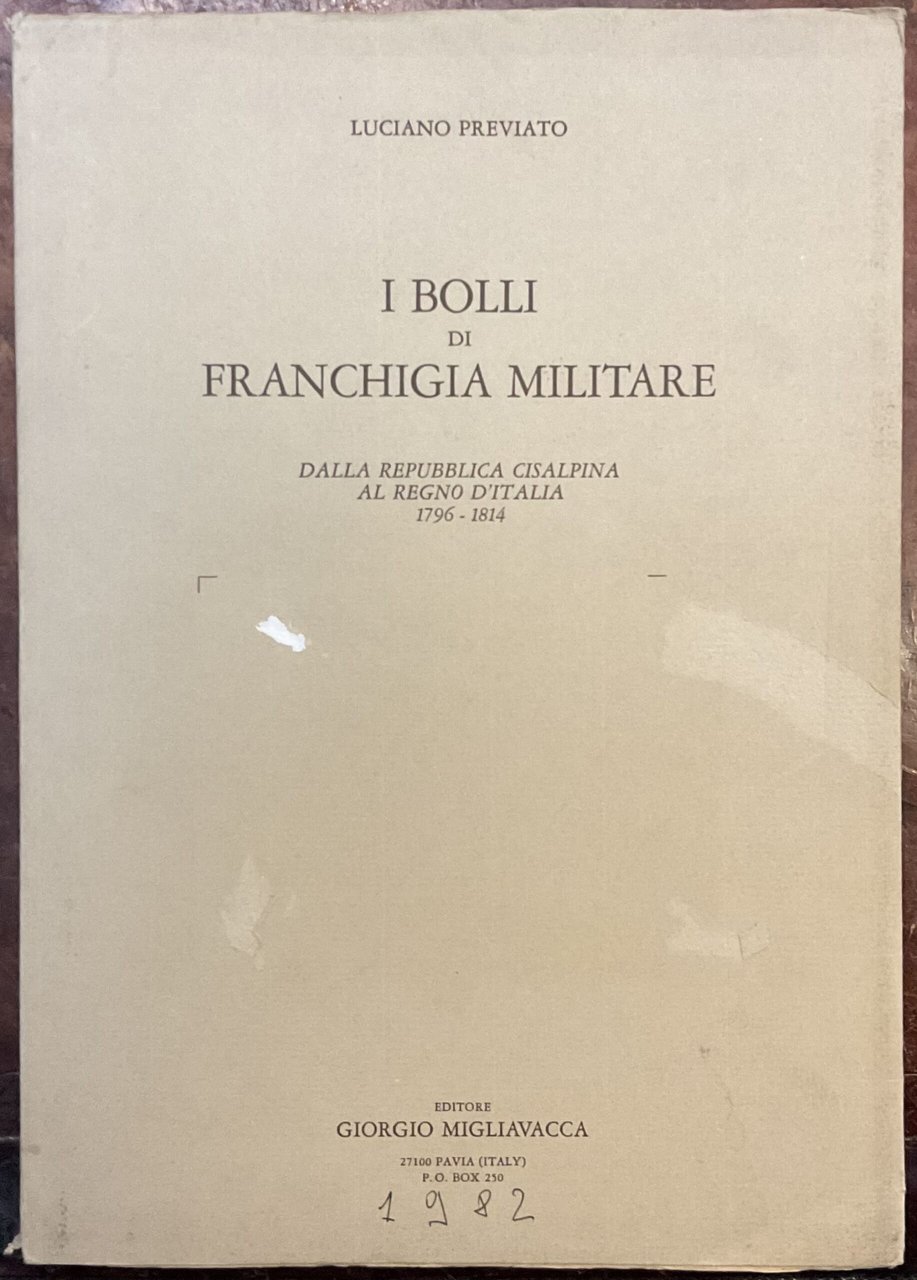 LUCIANO PREVIATO
I BOLLI
DI
FRANCHIGIA MILITARE
DALLA REPUBBLICA CISALPINA
AL REGNO D'ITALIA
1796 - 1814
EDITORE
GIORGIO MIGLIAVACCA
27100 PAVIA (ITALY)
P.O. BOX 250
1982